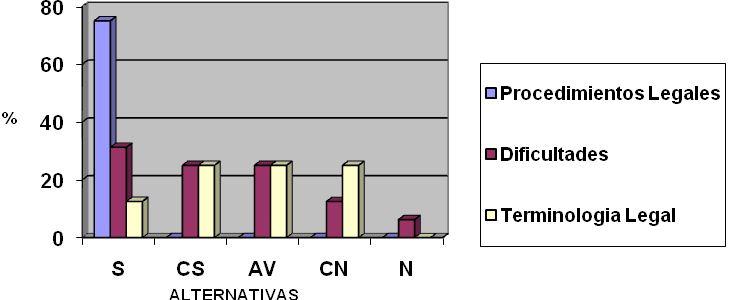 80
60
%
40
20
0
S CS AV CN N
ALTERNATIVAS
Procedimientos Legales
Dificultades
Terminologia Legal